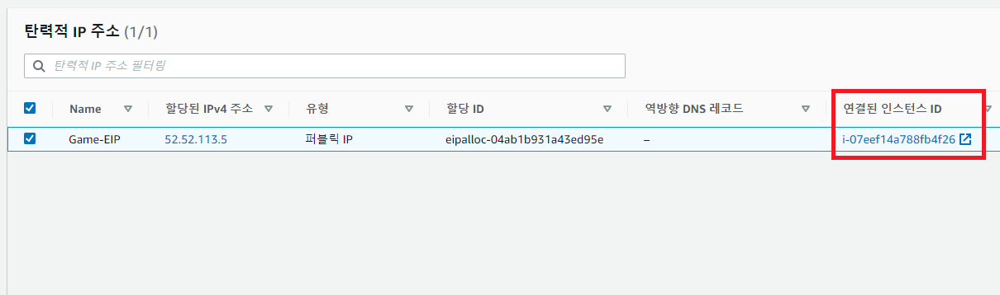 탄력적 IP 주소 (1/1)
탄력적 IP 주소 필터링
Name 할당된 IPv4 주소 유형 할당 ID 역방향 DNS 레코드 연결된 인스턴스 ID
Game-EIP 52.52.113.5 퍼블릭 IP eipalloc-04ab1b931a43ed95e – i-07eef14a788fb4f26